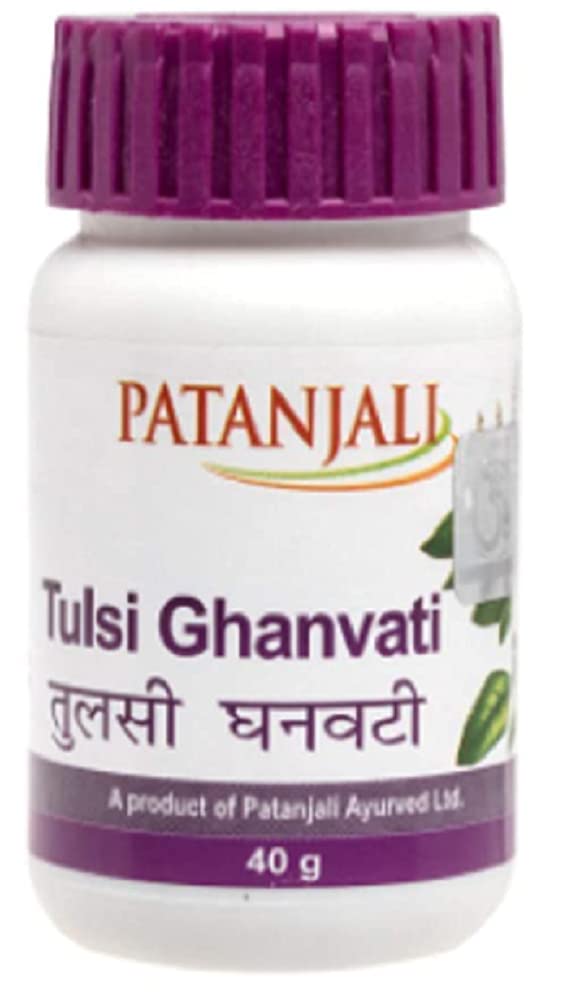 PATANJALI
Tulsi Ghanvati
तुलसी घनवटी
A product of Patanjali Ayurved Ltd.
40 g